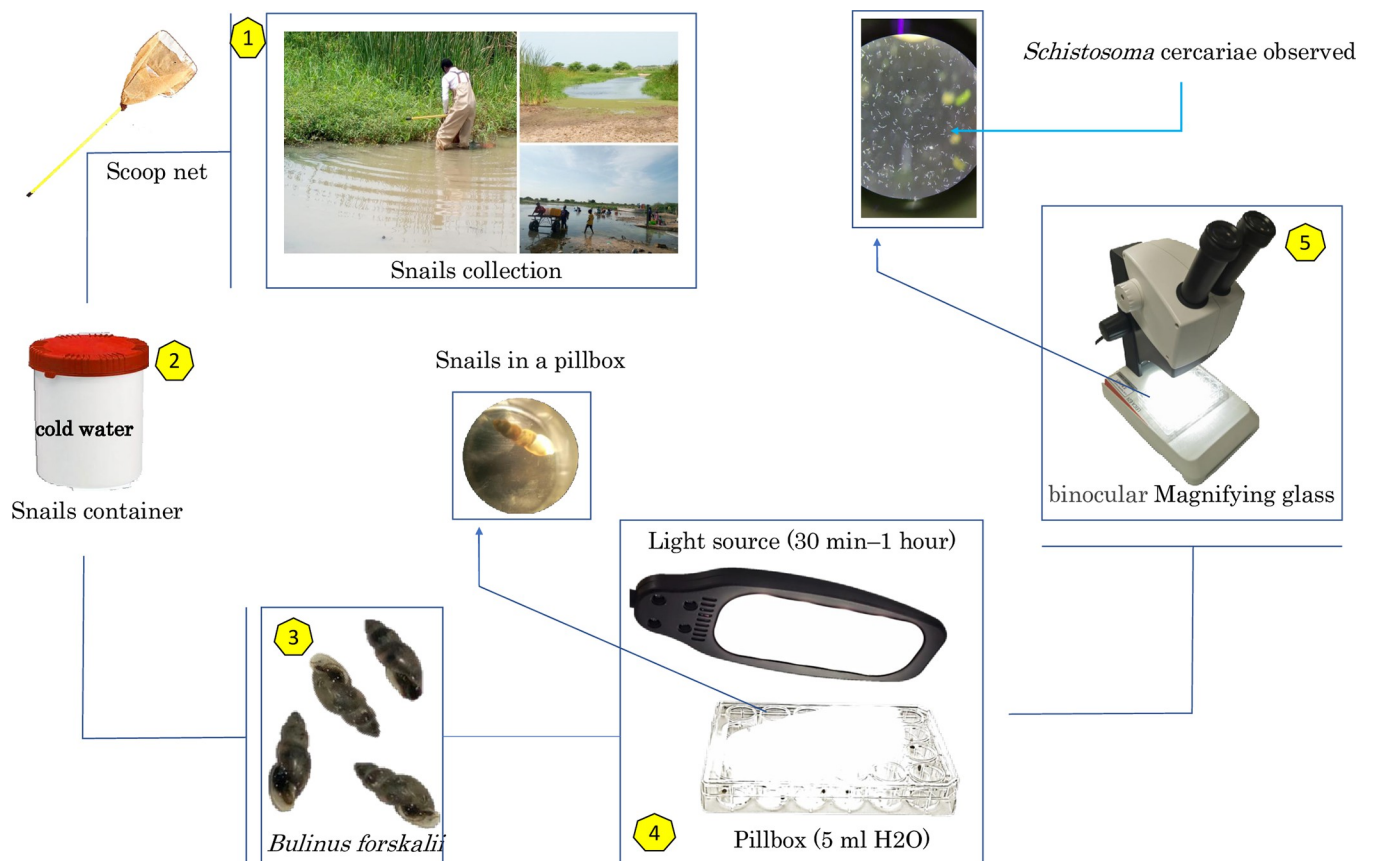 1
Scoop net
Snails collection
2
cold water
Snails container
3
Bulinus forskalii
Snails in a pillbox
Light source (30 min–1 hour)
4
Pillbox (5 ml H2O)
5
binocular Magnifying glass
Schistosoma cercariae observed